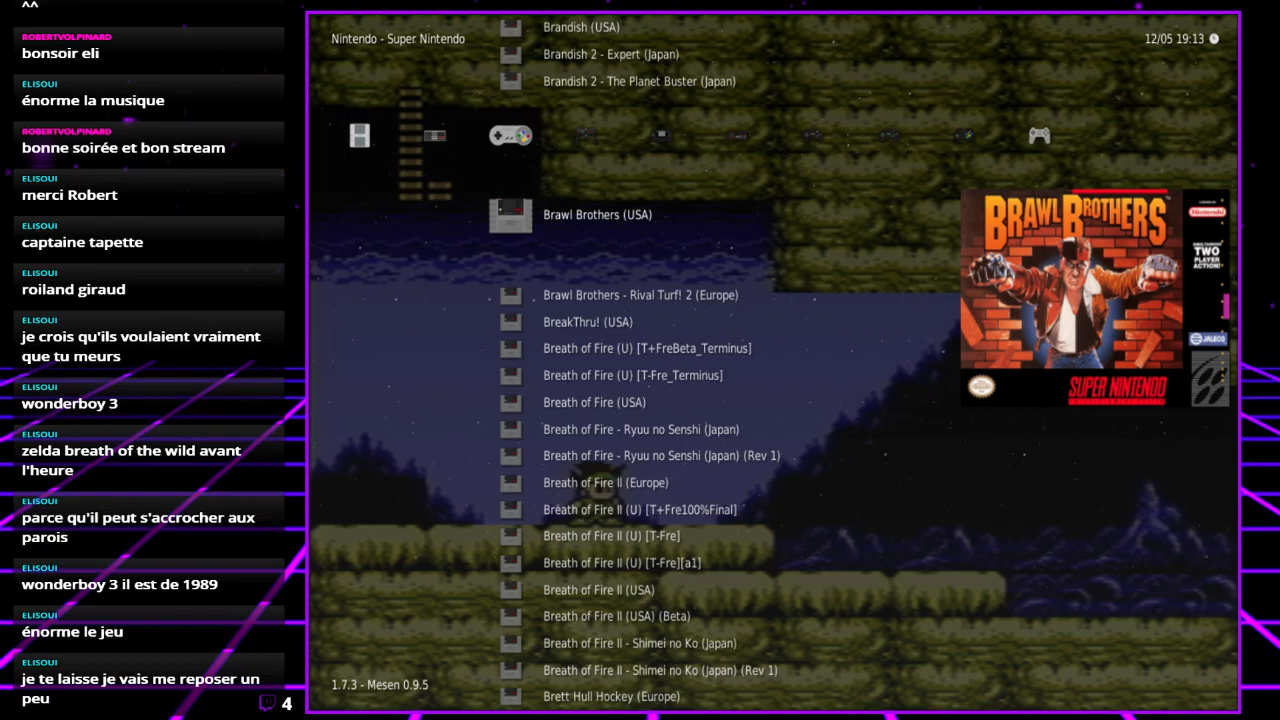 ^^
ROBERTVOLPINARD
bonsoir eli
ELISOUI
énorme la musique
ROBERTVOLPINARD
bonne soirée et bon stream
ELISOUI
merci Robert
ELISOUI
captaine tapette
ELISOUI
roiland giraud
ELISOUI
je crois qu'ils voulaient vraiment
que tu meurs
ELISOUI
wonderboy 3
ELISOUI
zelda breath of the wild avant
l'heure
ELISOUI
parce qu'il peut s'accrocher aux
parois
ELISOUI
wonderboy 3 il est de 1989
ELISOUI
énorme le jeu
ELISOUI
je te laisse je vais me reposer un
peu
4
Nintendo - Super Nintendo
12/05 19:13
Brandish (USA)
Brandish 2 - Expert (Japan)
Brandish 2 - The Planet Buster (Japan)
Brawl Brothers (USA)
Brawl Brothers - Rival Turf! 2 (Europe)
BreakThru! (USA)
Breath of Fire (U) [T+FreBeta_Terminus]
Breath of Fire (U) [T-Fre_Terminus]
Breath of Fire (USA)
Breath of Fire - Ryuu no Senshi (Japan)
Breath of Fire - Ryuu no Senshi (Japan) (Rev 1)
Breath of Fire II (Europe)
Breath of Fire II (U) [T+Fre100%Final]
Breath of Fire II (U) [T-Fre]
Breath of Fire II (U) [T-Fre][a1]
Breath of Fire II (USA)
Breath of Fire II (USA) (Beta)
Breath of Fire II - Shimei no Ko (Japan)
Breath of Fire II - Shimei no Ko (Japan) (Rev 1)
Brett Hull Hockey (Europe)
1.7.3 - Mesen 0.9.5
BRAWL BROTHERS
Nintendo
TWO
PLAYER
ACTION!
JALECO
SUPER NINTENDO